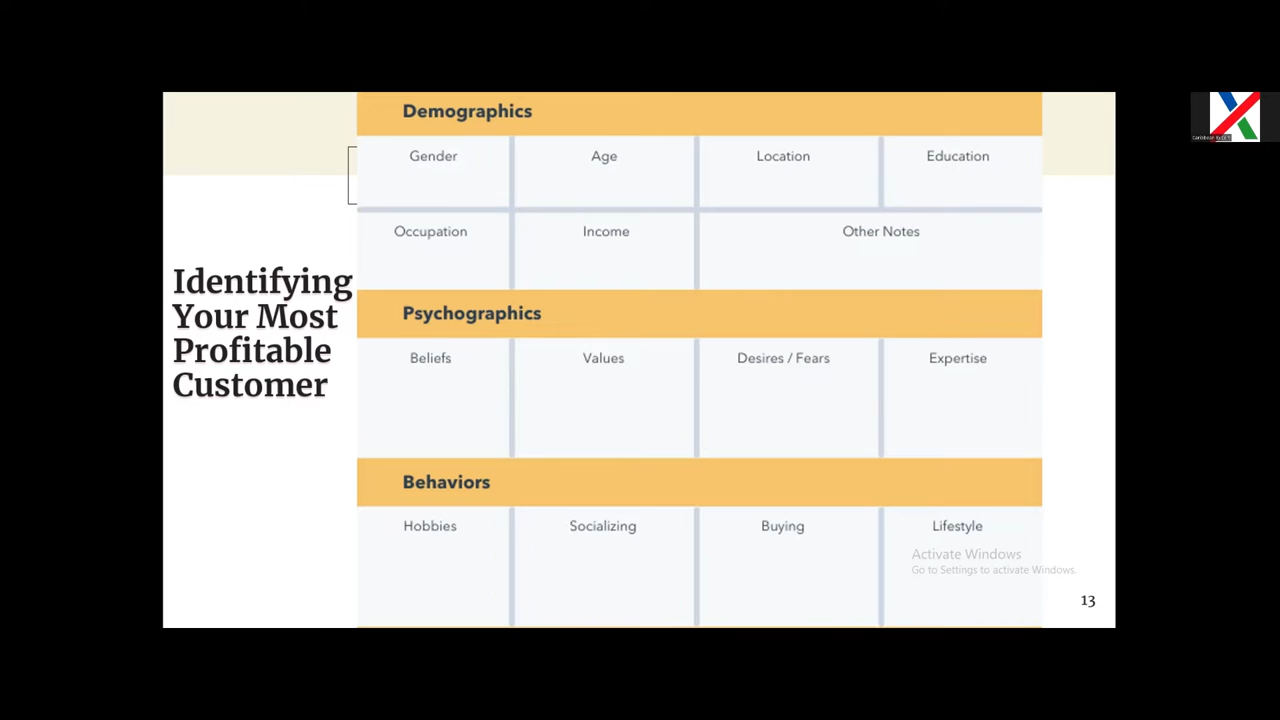 Demographics
Gender Age Location Education
Occupation Income Other Notes
Identifying
Your Most
Profitable
Customer
Psychographics
Beliefs Values Desires / Fears Expertise
Behaviors
Hobbies Socializing Buying Lifestyle
Activate Windows
Go to Settings to activate Windows.
13